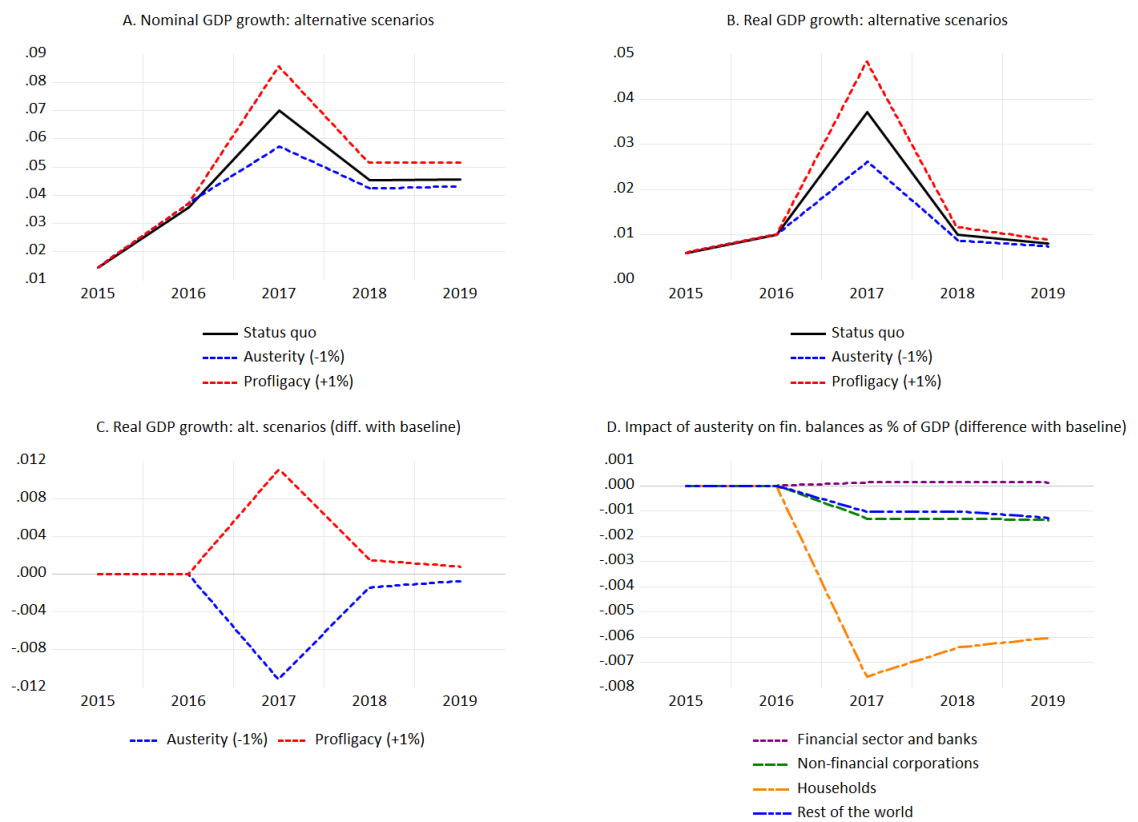 A. Nominal GDP growth: alternative scenarios
.09
.08
.07
.06
.05
.04
.03
.02
.01
2015 2016 2017 2018 2019
Status quo
Austerity (-1%)
Profligacy (+1%)
B. Real GDP growth: alternative scenarios
.05
.04
.03
.02
.01
.00
2015 2016 2017 2018 2019
Status quo
Austerity (-1%)
Profligacy (+1%)
C. Real GDP growth: alt. scenarios (diff. with baseline)
.012
.008
.004
.000
-.004
-.008
-.012
2015 2016 2017 2018 2019
Austerity (-1%) Profligacy (+1%)
D. Impact of austerity on fin. balances as % of GDP (difference with baseline)
.001
.000
-.001
-.002
-.003
-.004
-.005
-.006
-.007
-.008
2015 2016 2017 2018 2019
Financial sector and banks
Non-financial corporations
Households
Rest of the world